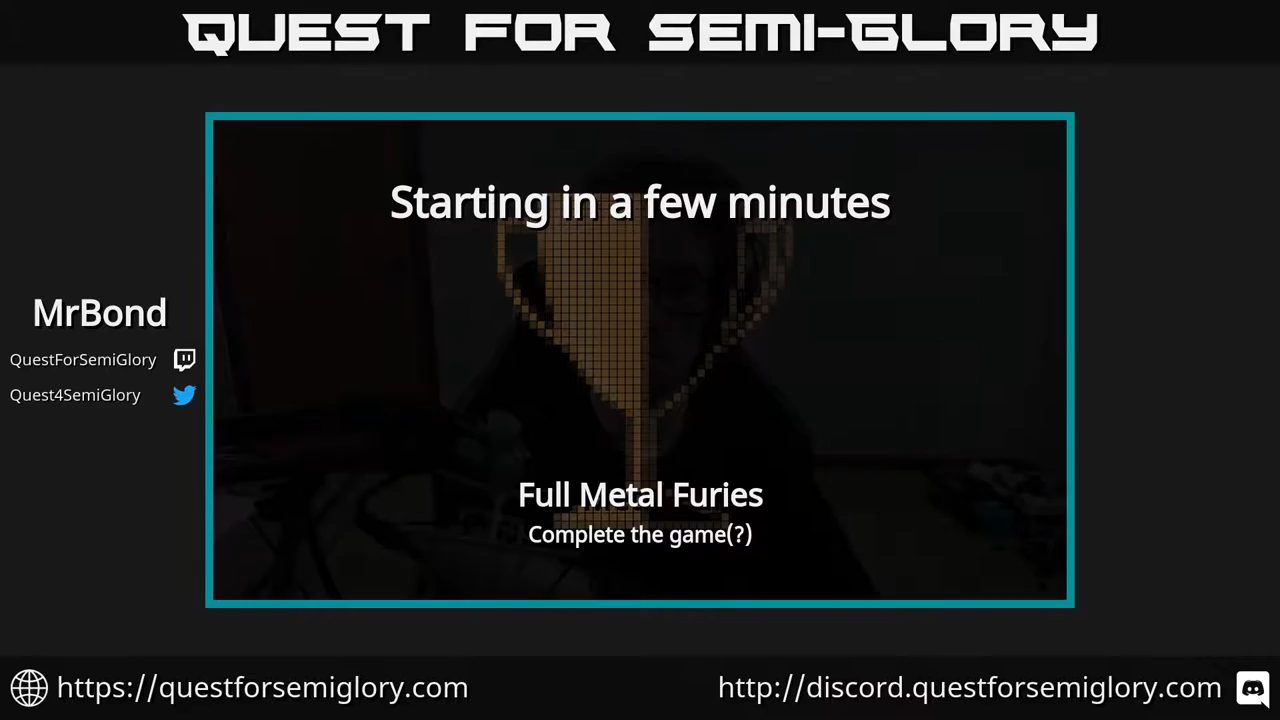 QUEST FOR SEMI-GLORY
Starting in a few minutes
MrBond
QuestForSemiGlory
Quest4SemiGlory
Full Metal Furies
Complete the game(?)
https://questforsemiglory.com
http://discord.questforsemiglory.com